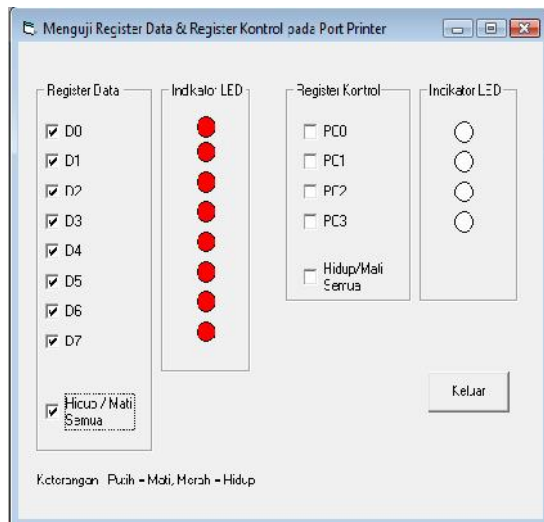 Menguji Register Data & Register Kontrol pada Port Printer
Register Data
Indikator LED
Register Kontrol
Indikator LED
D0
D1
D2
D3
D4
D5
D6
D7
Hidup / Mati
Semua
PC0
PC1
PC2
PC3
Hidup/Mati
Semua
Keluar
Keterangan Putih = Mati, Merah = Hidup